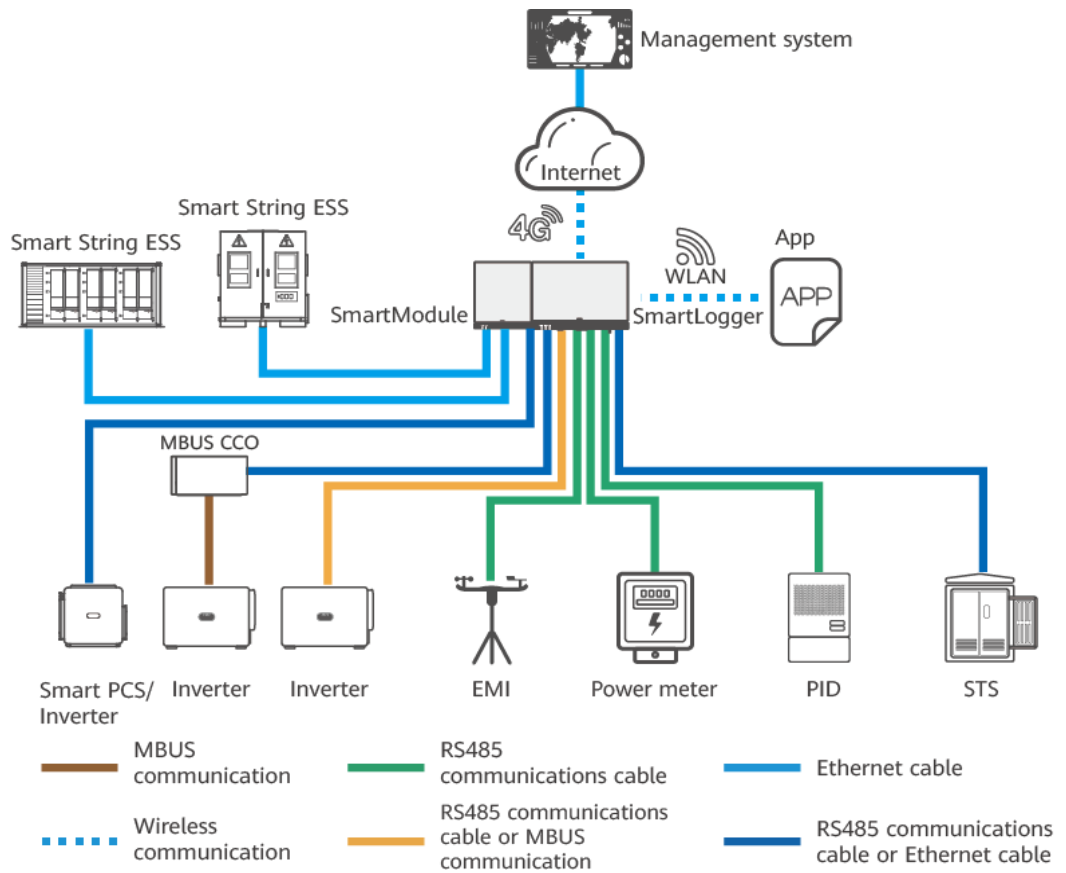 Management system
Internet
4G
Smart String ESS
Smart String ESS
WLAN
App
APP
SmartModule
SmartLogger
MBUS CCO
Smart PCS/
Inverter
Inverter
Inverter
EMI
Power meter
PID
STS
MBUS
communication
RS485
communications cable
Ethernet cable
Wireless
communication
RS485 communications
cable or MBUS
communication
RS485 communications
cable or Ethernet cable